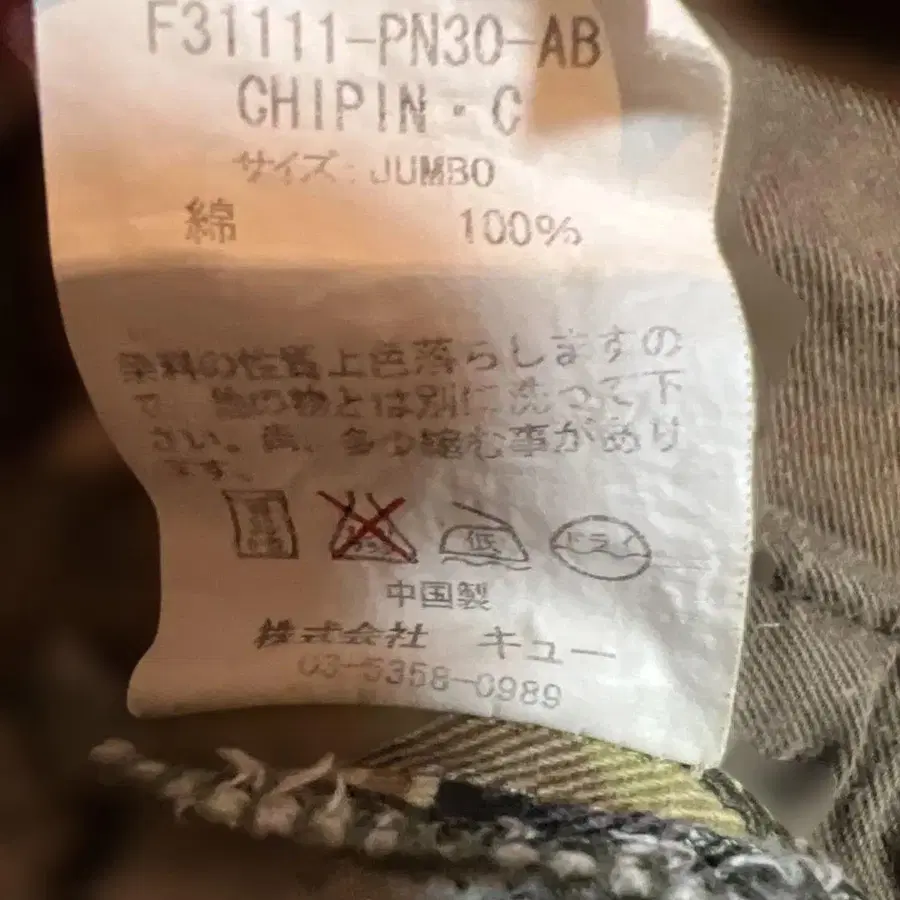 F31111-PN30-AB
CHIPIN・C
サイズ：JUMBO
綿 100%
染料の性質上色落ちしますの
で、他の物とは別に洗って下
さい。尚、多少縮む事があり
ます。
低 ドライ
中国製
株式会社 キュー
03-5358-0989